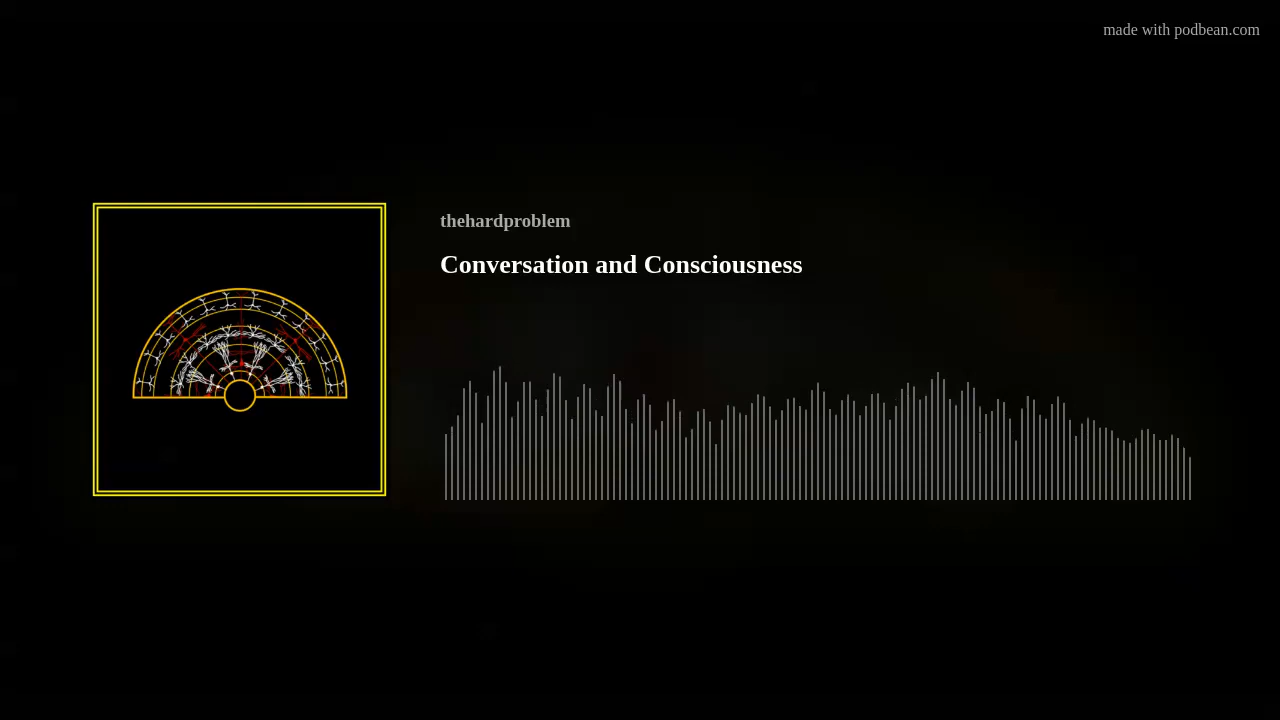 made with podbean.com
thehardproblem
Conversation and Consciousness